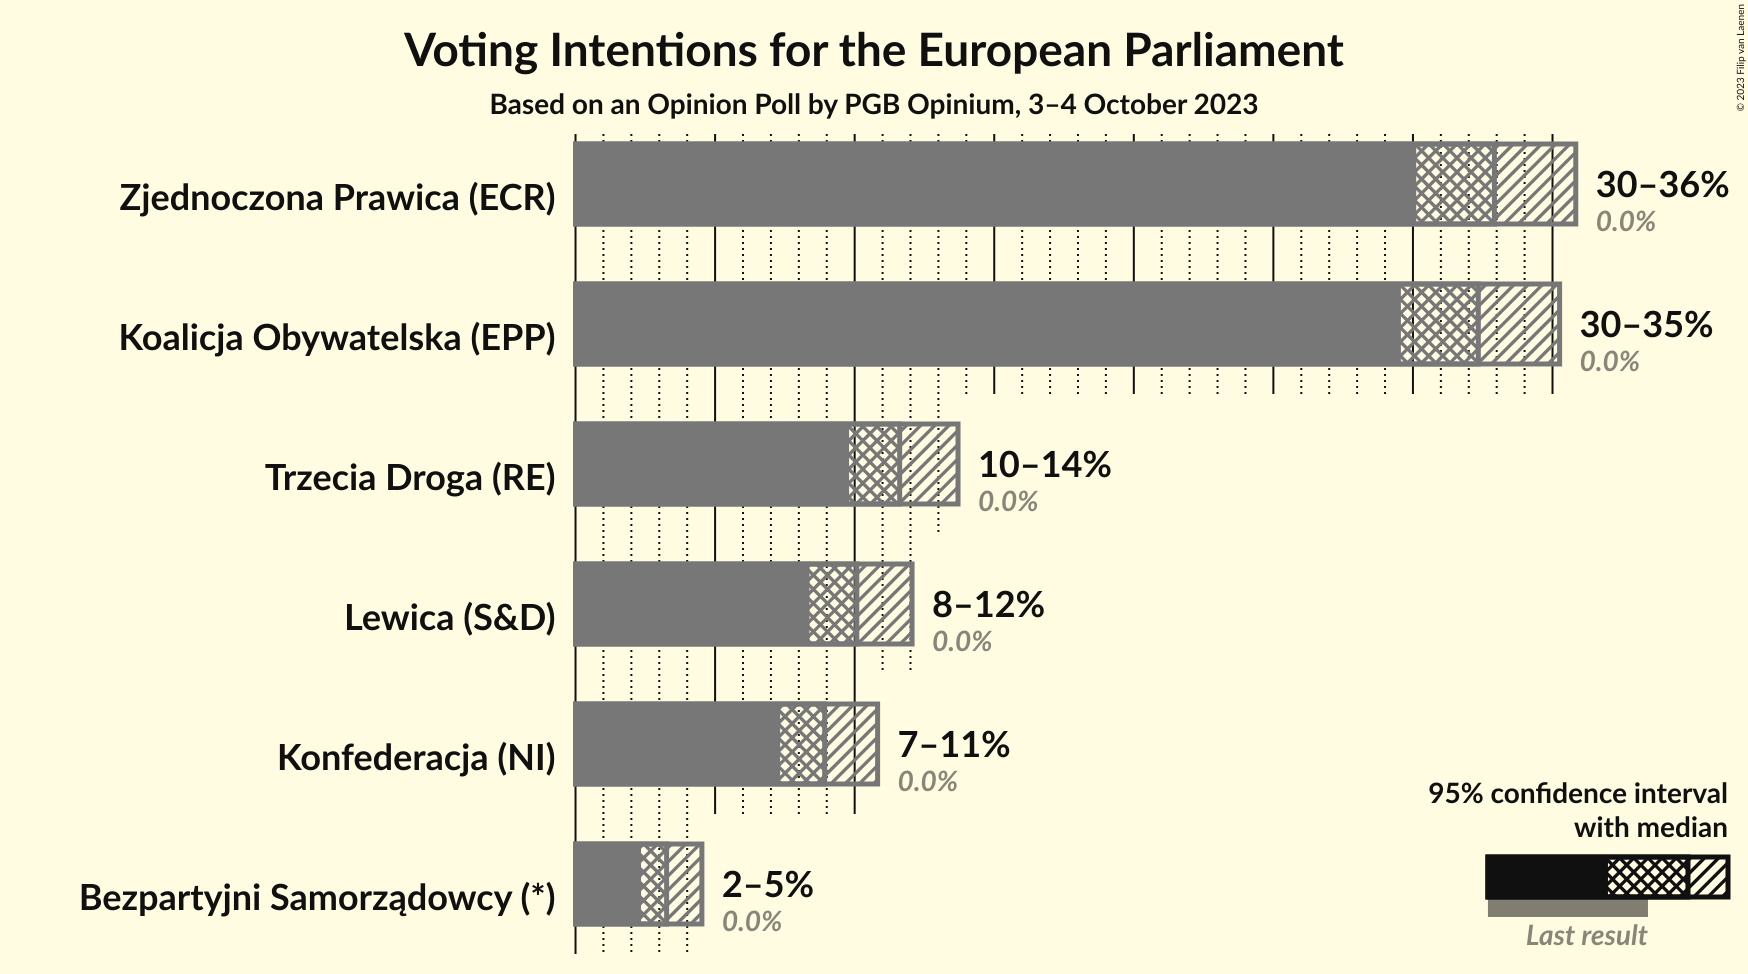 Voting Intentions for the European Parliament
Based on an Opinion Poll by PGB Opinium, 3–4 October 2023
© 2023 Filip van Laenen
Zjednoczona Prawica (ECR)
30–36%
0.0%
Koalicja Obywatelska (EPP)
30–35%
0.0%
Trzecia Droga (RE)
10–14%
0.0%
Lewica (S&D)
8–12%
0.0%
Konfederacja (NI)
7–11%
0.0%
Bezpartyjni Samorządowcy (*)
2–5%
0.0%
95% confidence interval
with median
Last result